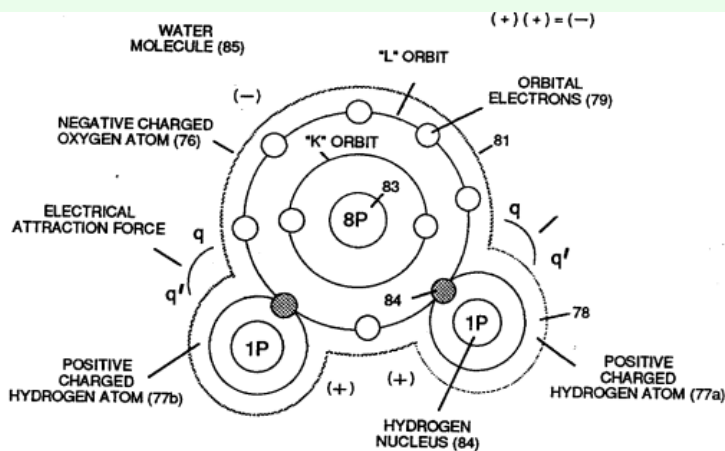 (+) (+) = (−)
WATER
MOLECULE (85)
"L" ORBIT
ORBITAL
ELECTRONS (79)
(−)
NEGATIVE CHARGED
OXYGEN ATOM (76)
"K" ORBIT
81
83
8P
ELECTRICAL
ATTRACTION FORCE
q
q'
q
q'
84
78
1P
1P
POSITIVE
CHARGED
HYDROGEN ATOM (77b)
(+)
(+)
POSITIVE
CHARGED
HYDROGEN ATOM (77a)
HYDROGEN
NUCLEUS (84)